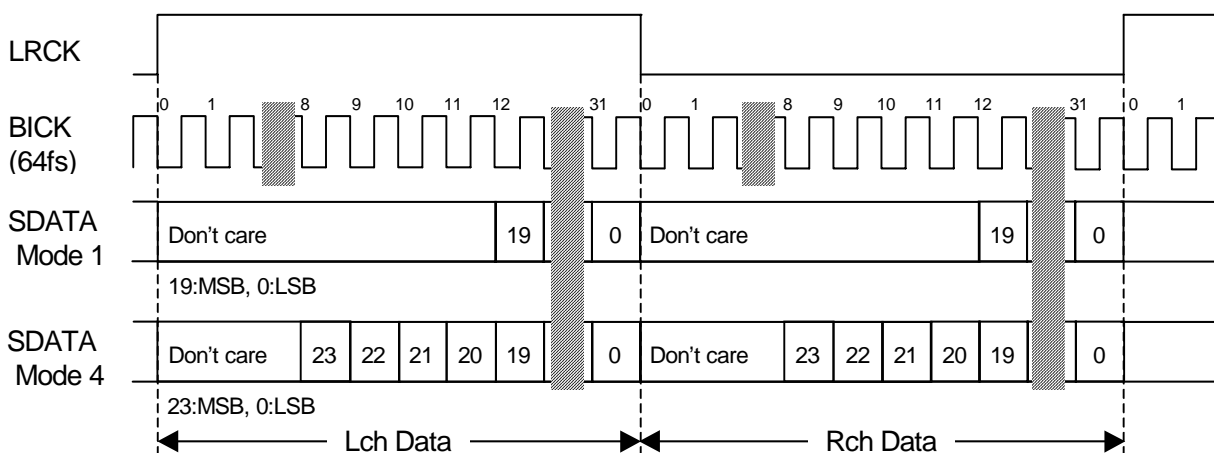 LRCK
0 1 8 9 10 11 12 31 0 1 8 9 10 11 12 31 0 1
BICK
(64fs)
SDATA
Mode 1
Don't care 19 0 Don't care 19 0
19:MSB, 0:LSB
SDATA
Mode 4
Don't care 23 22 21 20 19 0 Don't care 23 22 21 20 19 0
23:MSB, 0:LSB
Lch Data Rch Data